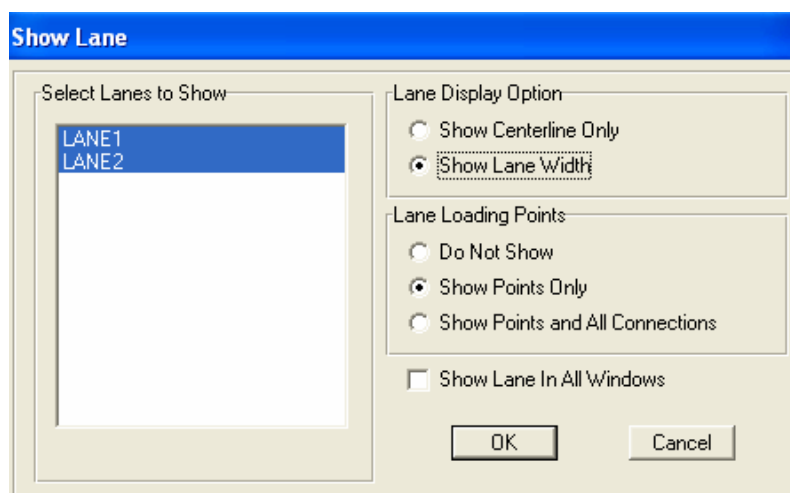 Show Lane
Select Lanes to Show
LANE1
LANE2
Lane Display Option
Show Centerline Only
Show Lane Width
Lane Loading Points
Do Not Show
Show Points Only
Show Points and All Connections
Show Lane In All Windows
OK
Cancel